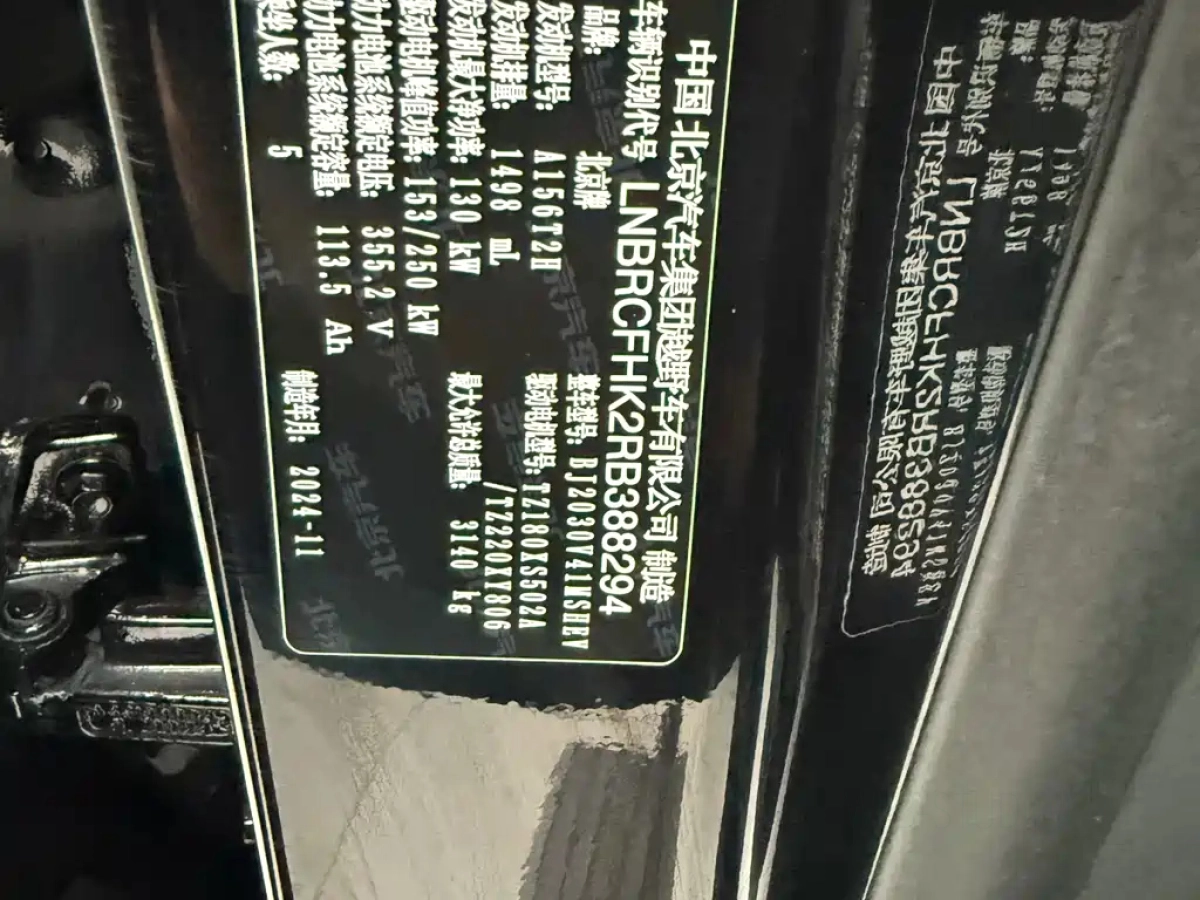 中国北京汽车集团越野车有限公司 制造
车辆识别代号 LNBRCFHK2RB388294
品牌: 北京牌 整车型号: BJ2030V41MSHEV
发动机型号: A156T2H 驱动电机型号: TZ180XS502A
发动机排量: 1498 mL /TZ220XY806
发动机最大净功率: 130 kW 最大允许总质量: 3140 kg
驱动电机峰值功率: 153/250 kW
动力电池系统额定电压: 355.2 V
动力电池系统额定容量: 113.5 Ah
乘坐人数: 5 制造年月: 2024-11